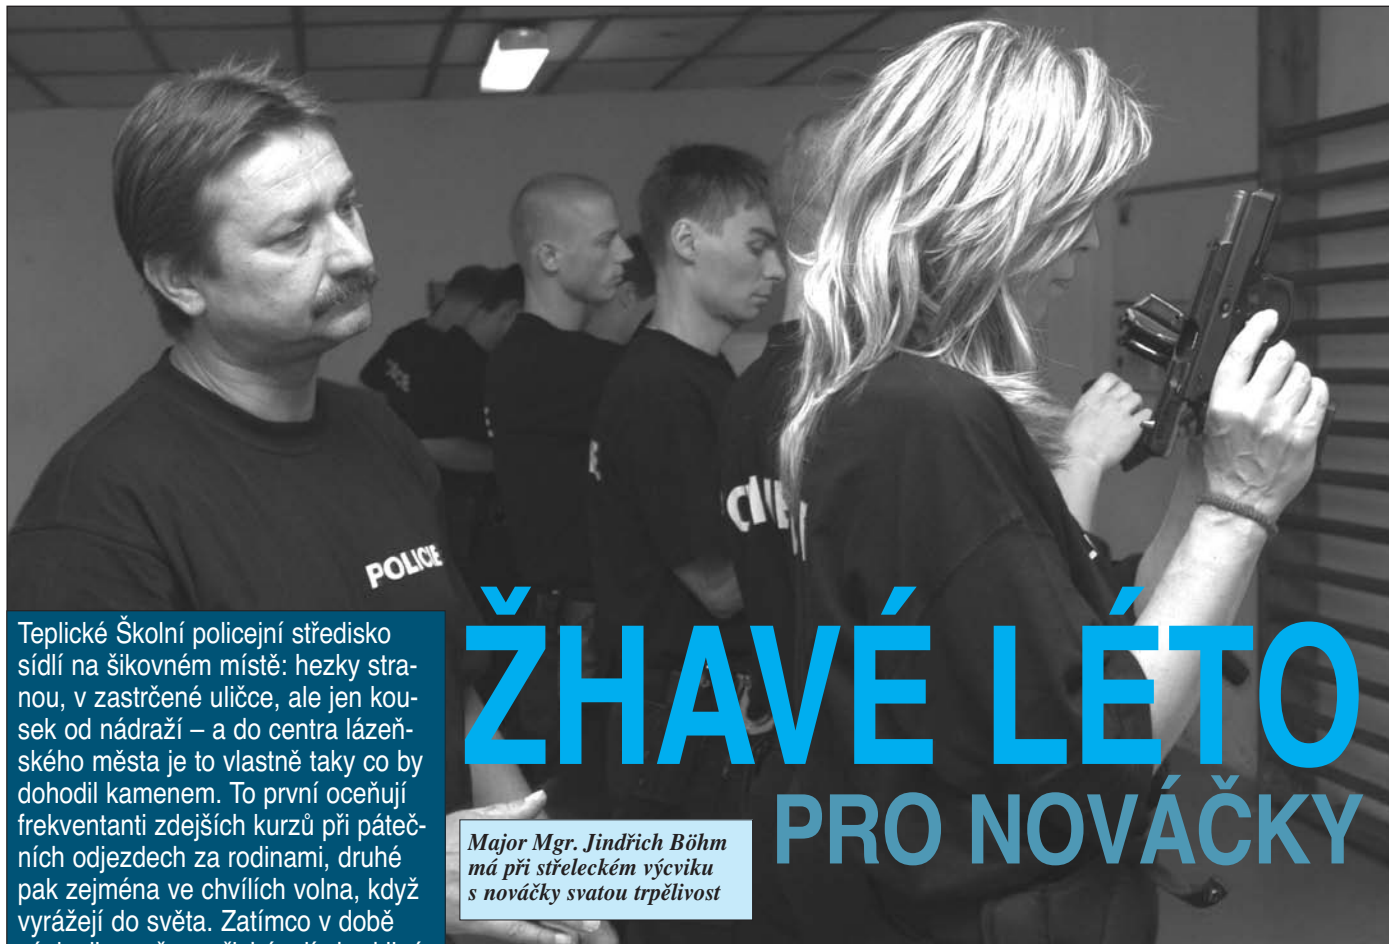 POLICIE
ŽHAVÉ LÉTO
PRO NOVÁČKY
Teplické Školní policejní středisko
sídlí na šikovném místě: hezky stra-
nou, v zastrčené uličce, ale jen kou-
sek od nádraží – a do centra lázeň-
ského města je to vlastně taky co by
dohodil kamenem. To první oceňují
frekventanti zdejších kurzů při páteč-
ních odjezdech za rodinami, druhé
pak zejména ve chvílích volna, když
vyrážejí do světa. Zatímco v době
Major Mgr. Jindřich Böhm
má při střeleckém výcviku
s nováčky svatou trpělivost